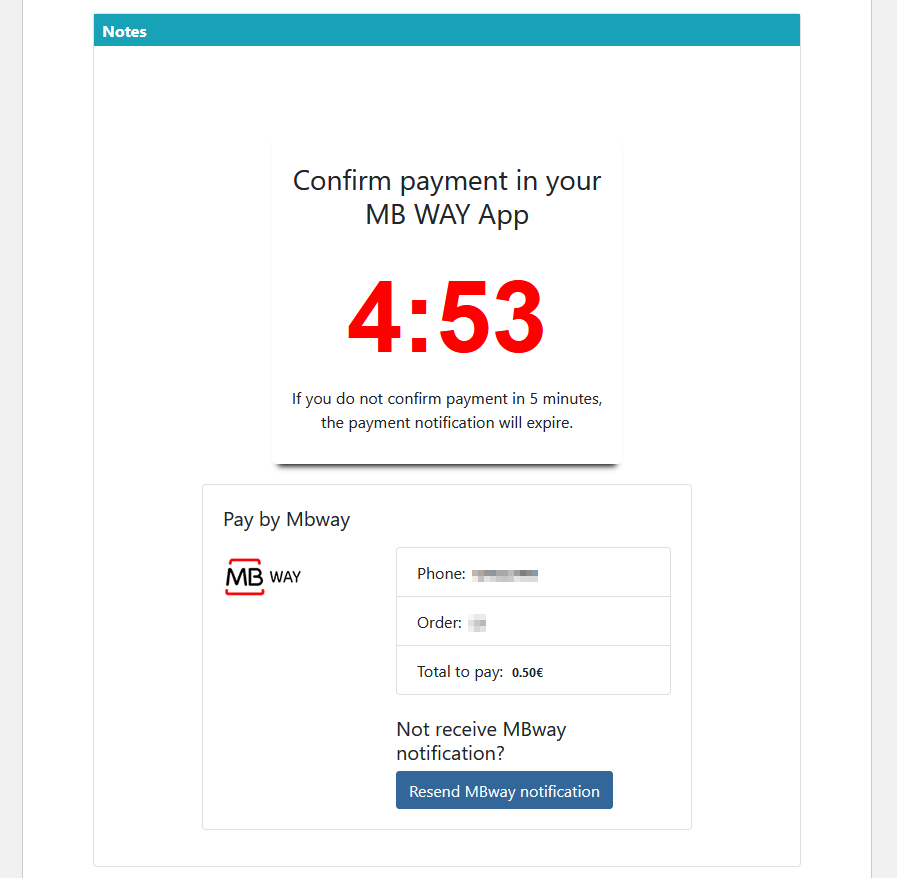 Notes
Confirm payment in your
MB WAY App
4:53
If you do not confirm payment in 5 minutes,
the payment notification will expire.
Pay by Mbway
MB WAY
Phone:
Order:
Total to pay: 0.50€
Not receive MBway
notification?
Resend MBway notification